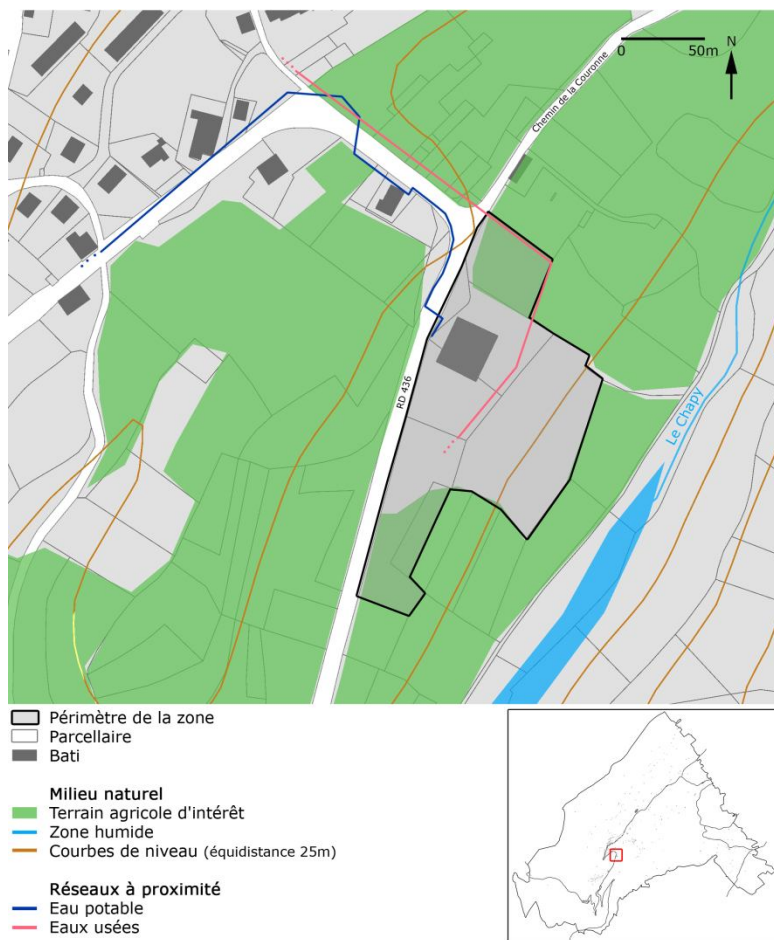 0 50m
N
Chemin de la Couronne
RD 436
Le Chapy
Périmètre de la zone
Parcellaire
Bati
Milieu naturel
Terrain agricole d'intérêt
Zone humide
Courbes de niveau (équidistance 25m)
Réseaux à proximité
Eau potable
Eaux usées